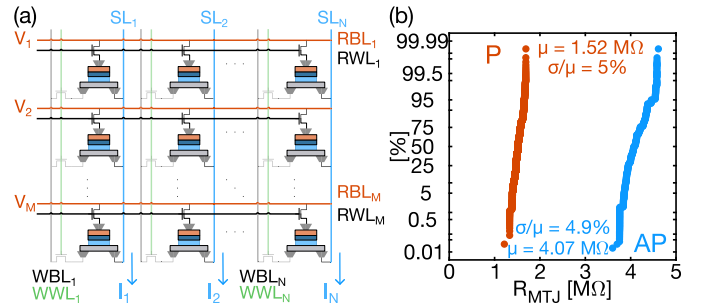 (a)
SL1 SL2 SLN
V1 RBL1
RWL1
V2
VM RBLM
RWLM
WBL1 WBLN
WWL1 I1 I2 WWLN IN
(b)
99.99
99.5
95
75
50
25
5
0.5
0.01
[%]
P
μ = 1.52 MΩ
σ/μ = 5%
σ/μ = 4.9%
μ = 4.07 MΩ
AP
0 1 2 3 4 5
RMTJ [MΩ]